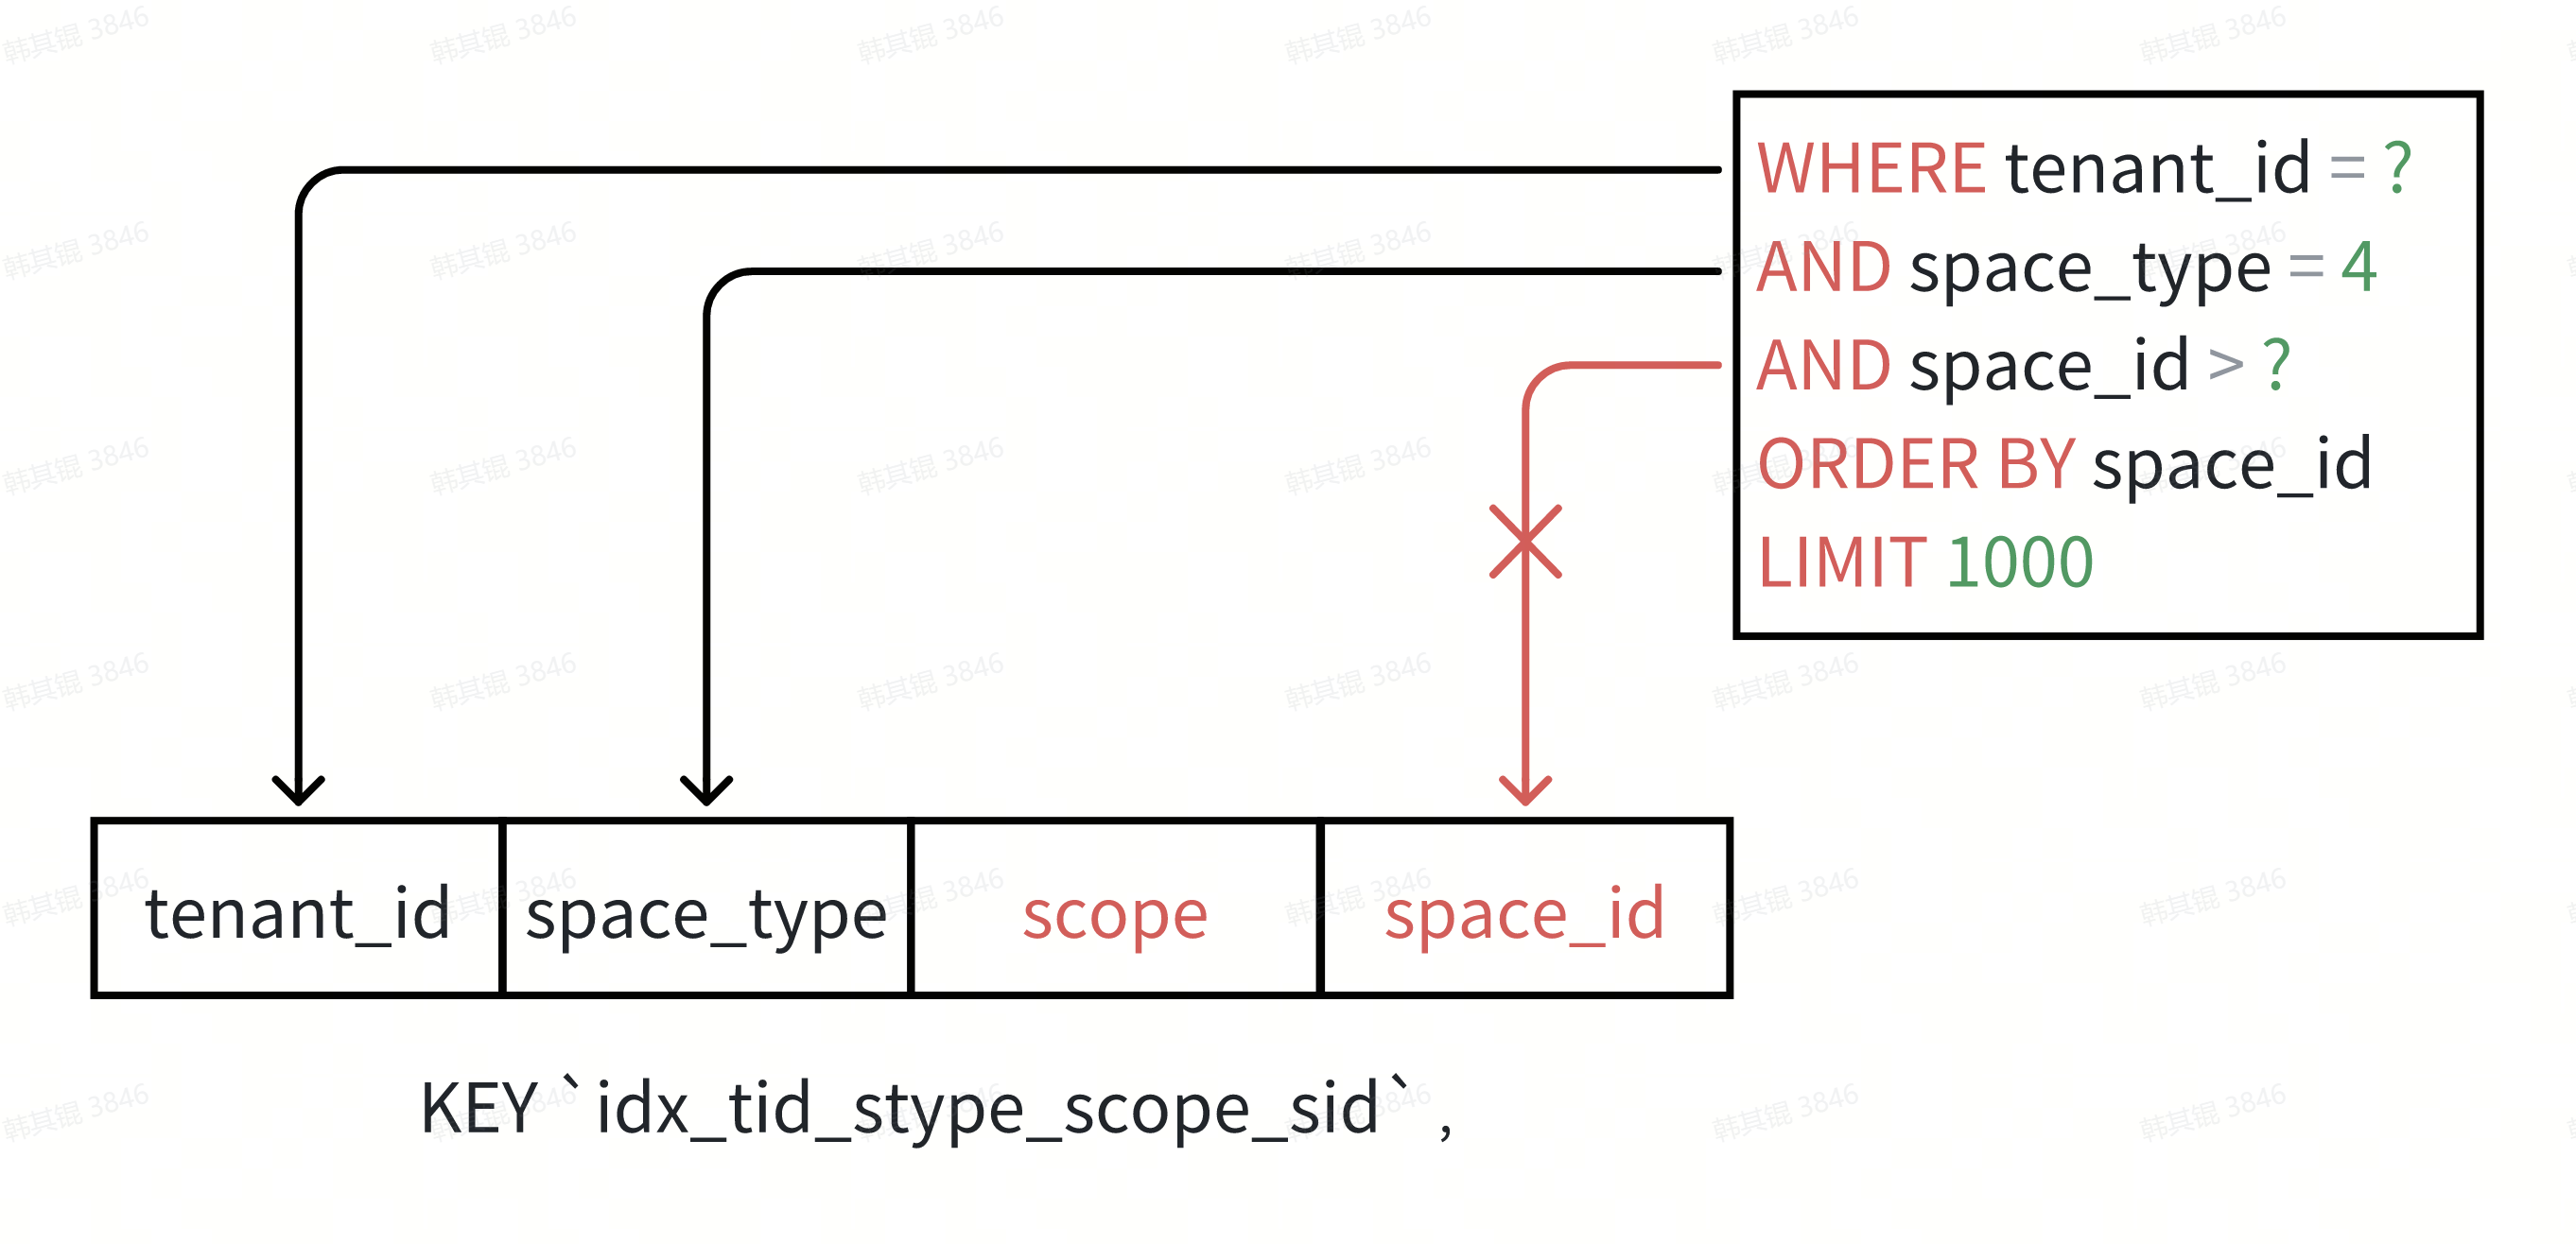 WHERE tenant_id = ?
AND space_type = 4
AND space_id > ?
ORDER BY space_id
LIMIT 1000
tenant_id space_type scope space_id
KEY `idx_tid_stype_scope_sid` ,
韩其锟 3846